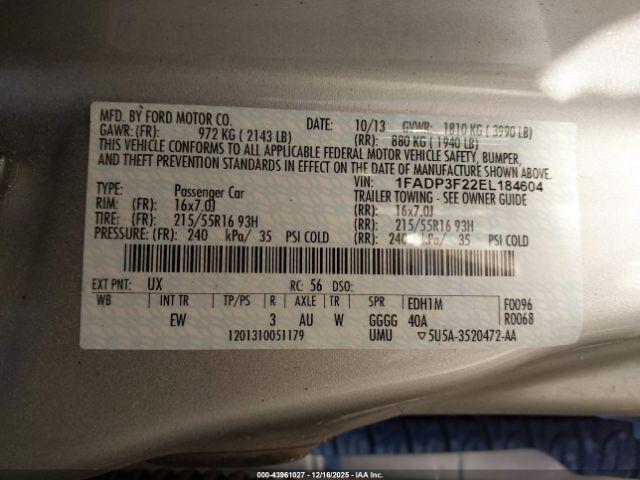 MFD. BY FORD MOTOR CO. DATE: 10/13 GVWR: 1810 KG ( 3990 LB)
GAWR: (FR): 972 KG ( 2143 LB) (RR): 880 KG ( 1940 LB)
THIS VEHICLE CONFORMS TO ALL APPLICABLE FEDERAL MOTOR VEHICLE SAFETY, BUMPER,
AND THEFT PREVENTION STANDARDS IN EFFECT ON THE DATE OF MANUFACTURE SHOWN ABOVE.
VIN: 1FADP3F22EL184604
TYPE: Passenger Car TRAILER TOWING - SEE OWNER GUIDE
RIM: (FR): 16x7.0J (RR): 16x7.0J
TIRE: (FR): 215/55R16 93H (RR): 215/55R16 93H
PRESSURE: (FR): 240 kPa/ 35 PSI COLD (RR): 240 kPa/ 35 PSI COLD
EXT PNT: UX RC: 56 DSO:
WB INT TR TP/PS R AXLE TR SPR EDH1M F0096
EW 3 AU W GGGG 40A R0068
1201310051179 UMU ▽5U5A-3520472-AA
000-43961027 - 12/16/2025 - IAAI.COM